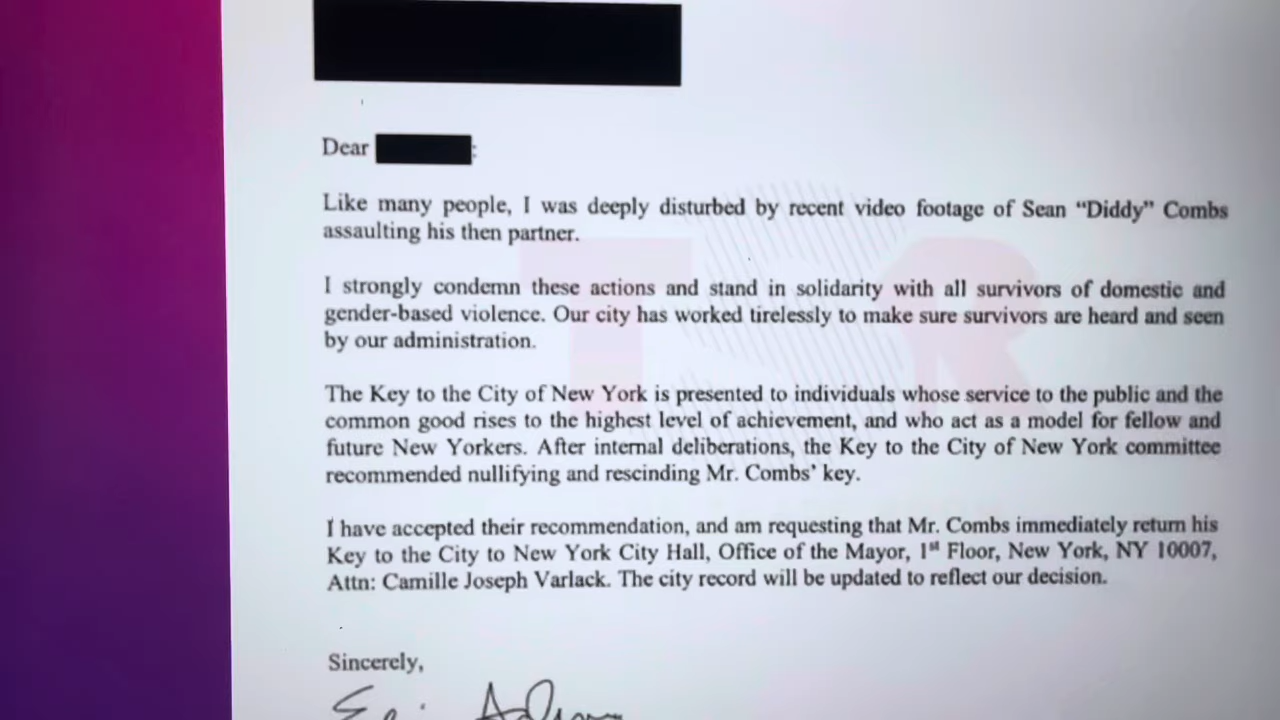 Dear :
Like many people, I was deeply disturbed by recent video footage of Sean “Diddy” Combs
assaulting his then partner.
I strongly condemn these actions and stand in solidarity with all survivors of domestic and
gender-based violence. Our city has worked tirelessly to make sure survivors are heard and seen
by our administration.
The Key to the City of New York is presented to individuals whose service to the public and the
common good rises to the highest level of achievement, and who act as a model for fellow and
future New Yorkers. After internal deliberations, the Key to the City of New York committee
recommended nullifying and rescinding Mr. Combs’ key.
I have accepted their recommendation, and am requesting that Mr. Combs immediately return his
Key to the City to New York City Hall, Office of the Mayor, 1st Floor, New York, NY 10007,
Attn: Camille Joseph Varlack. The city record will be updated to reflect our decision.
Sincerely,